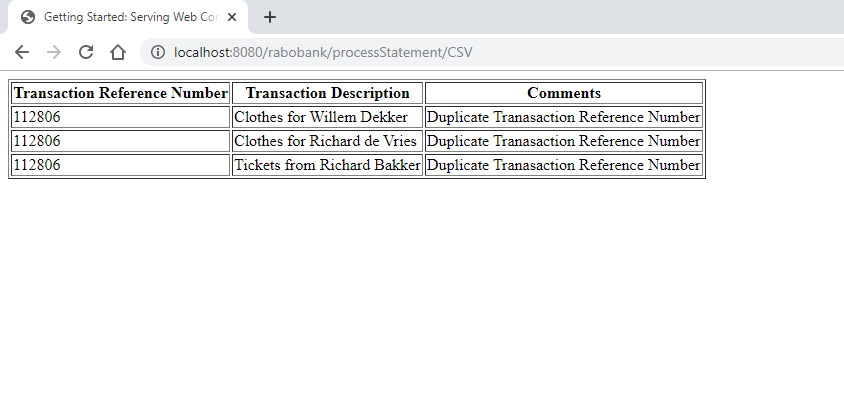 Getting Started: Serving Web Co
localhost:8080/rabobank/processStatement/CSV
Transaction Reference Number Transaction Description Comments
112806 Clothes for Willem Dekker Duplicate Tranasaction Reference Number
112806 Clothes for Richard de Vries Duplicate Tranasaction Reference Number
112806 Tickets from Richard Bakker Duplicate Tranasaction Reference Number